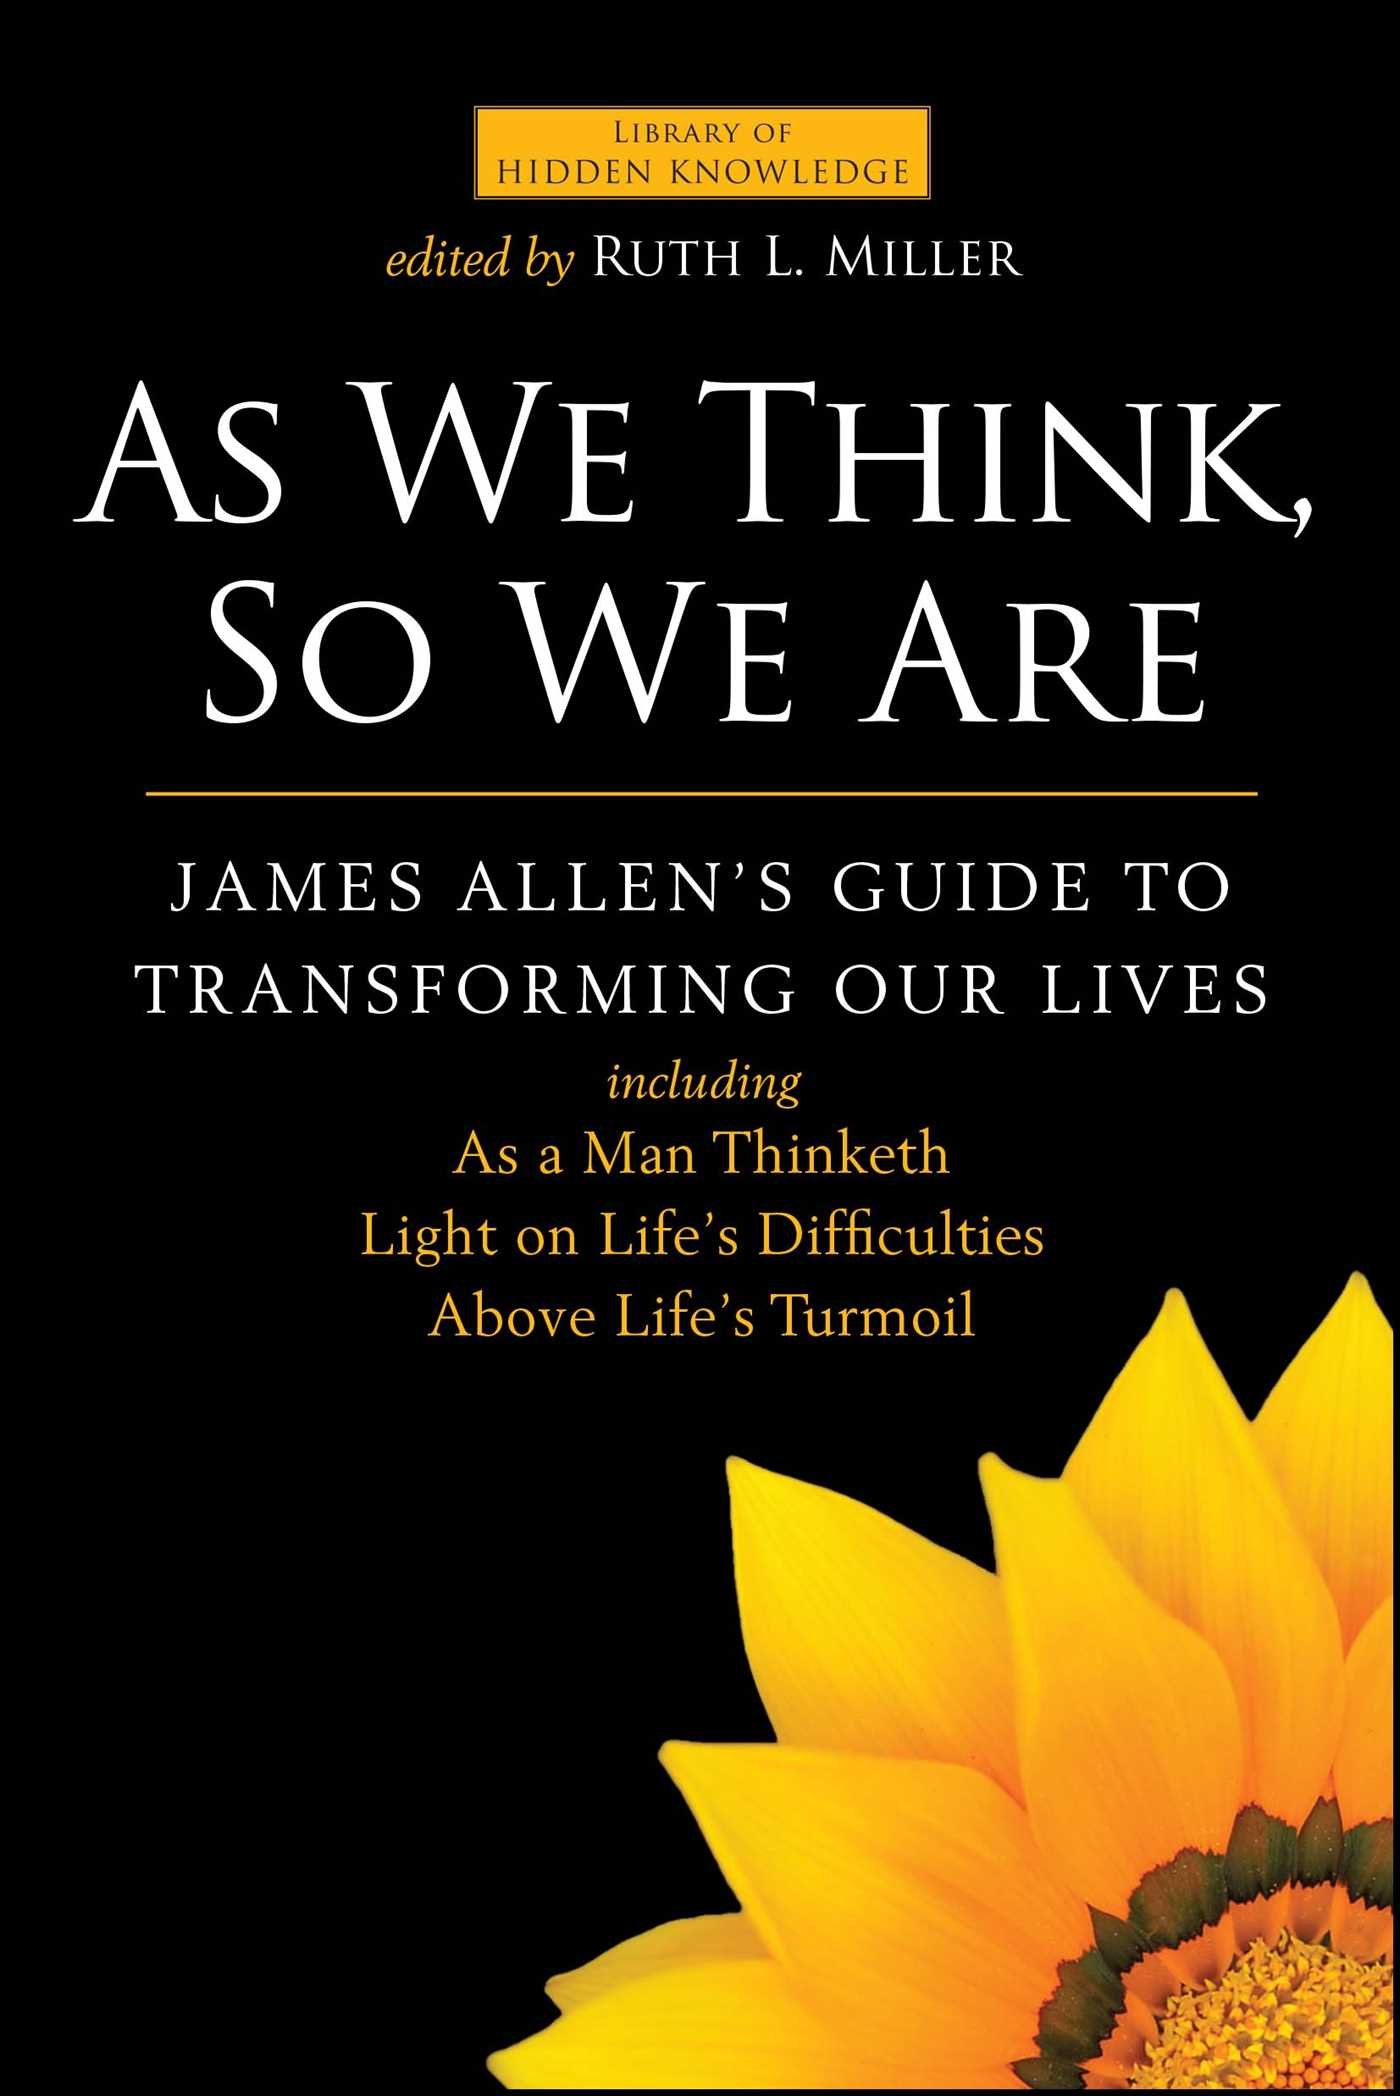 LIBRARY OF
HIDDEN KNOWLEDGE
edited by RUTH L. MILLER
AS WE THINK,
SO WE ARE
JAMES ALLEN'S GUIDE TO
TRANSFORMING OUR LIVES
including
As a Man Thinketh
Light on Life's Difficulties
Above Life's Turmoil